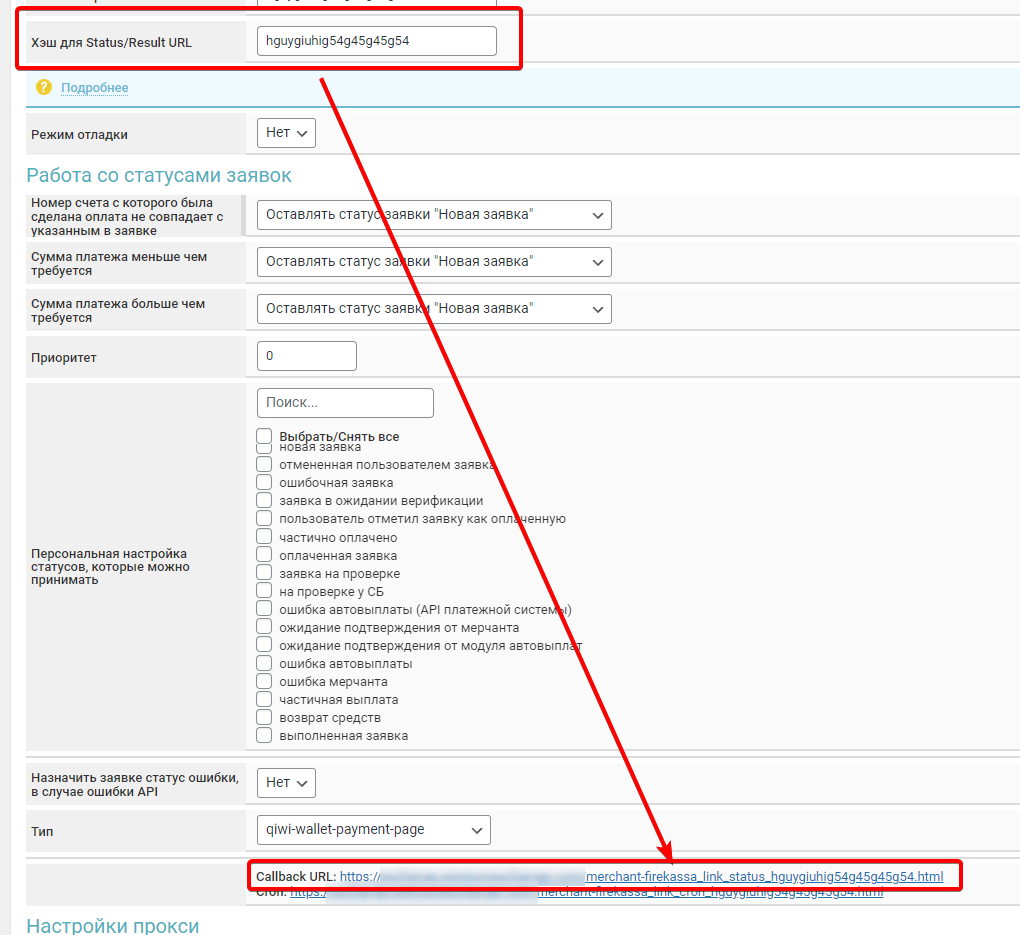 Хэш для Status/Result URL
hguygiuhig54g45g45g54
Подробнее
Режим отладки
Нет
Работа со статусами заявок
Номер счета с которого была
сделана оплата не совпадает с
указанным в заявке
Оставлять статус заявки "Новая заявка"
Сумма платежа меньше чем
требуется
Оставлять статус заявки "Новая заявка"
Сумма платежа больше чем
требуется
Оставлять статус заявки "Новая заявка"
Приоритет
0
Поиск...
Выбрать/Снять все
новая заявка
отмененная пользователем заявка
ошибочная заявка
заявка в ожидании верификации
пользователь отметил заявку как оплаченную
частично оплачено
оплаченная заявка
заявка на проверке
на проверке у СБ
ошибка автовыплаты (API платежной системы)
ожидание подтверждения от мерчанта
ожидание подтверждения от модуля автовыплат
ошибка автовыплаты
ошибка мерчанта
частичная выплата
возврат средств
выполненная заявка
Персональная настройка
статусов, которые можно
принимать
Назначить заявке статус ошибки,
в случае ошибки API
Нет
Тип
qiwi-wallet-payment-page
Callback URL: https:/ merchant-firekassa_link_status_hguygiuhig54g45g45g54.html
Cron: https: merchant-firekassa_link_cron_hguygiuhig54g45g45g54.html
Настройки прокси